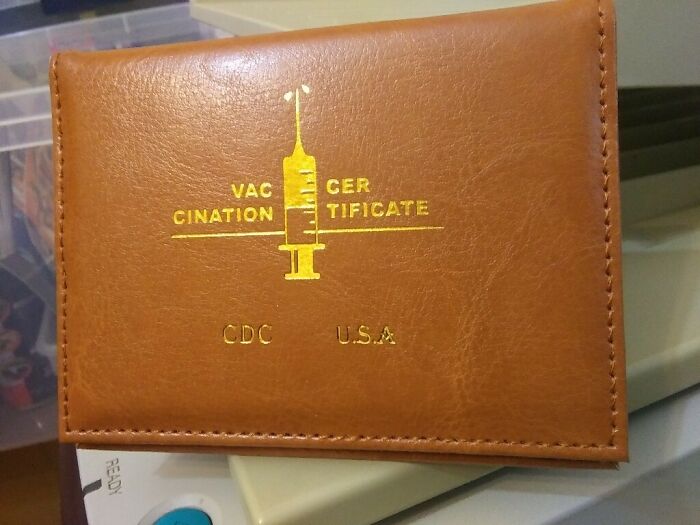 VAC CER
CINATION TIFICATE
CDC U.S.A
READY